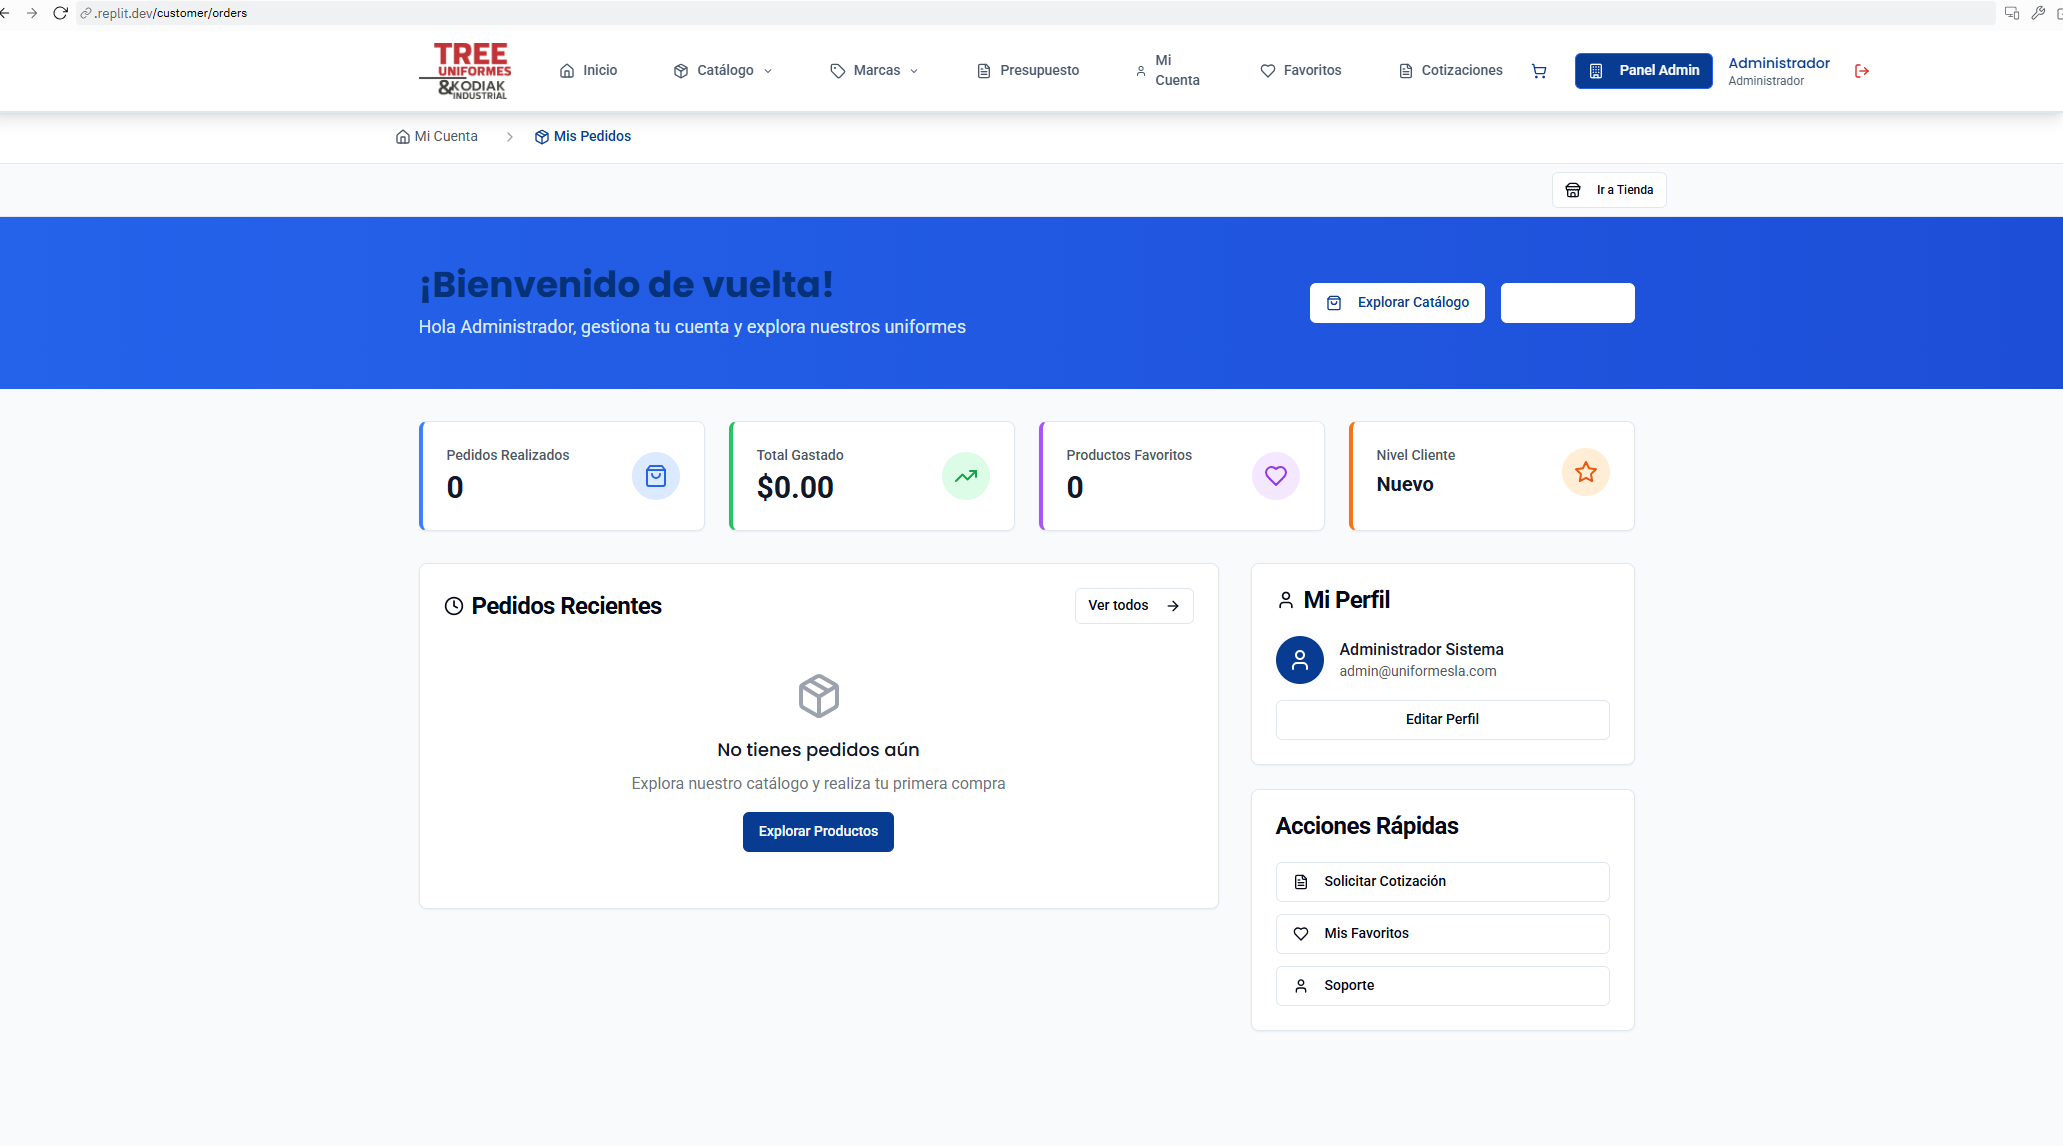 .replit.dev/customer/orders
TREE
UNIFORMES
&KODIAK
INDUSTRIAL
Inicio
Catálogo
Marcas
Presupuesto
Mi
Cuenta
Favoritos
Cotizaciones
Panel Admin
Administrador
Administrador
Mi Cuenta
Mis Pedidos
Ir a Tienda
¡Bienvenido de vuelta!
Hola Administrador, gestiona tu cuenta y explora nuestros uniformes
Explorar Catálogo
Pedidos Realizados
0
Total Gastado
$0.00
Productos Favoritos
0
Nivel Cliente
Nuevo
Pedidos Recientes
Ver todos
No tienes pedidos aún
Explora nuestro catálogo y realiza tu primera compra
Explorar Productos
Mi Perfil
Administrador Sistema
admin@uniformesla.com
Editar Perfil
Acciones Rápidas
Solicitar Cotización
Mis Favoritos
Soporte